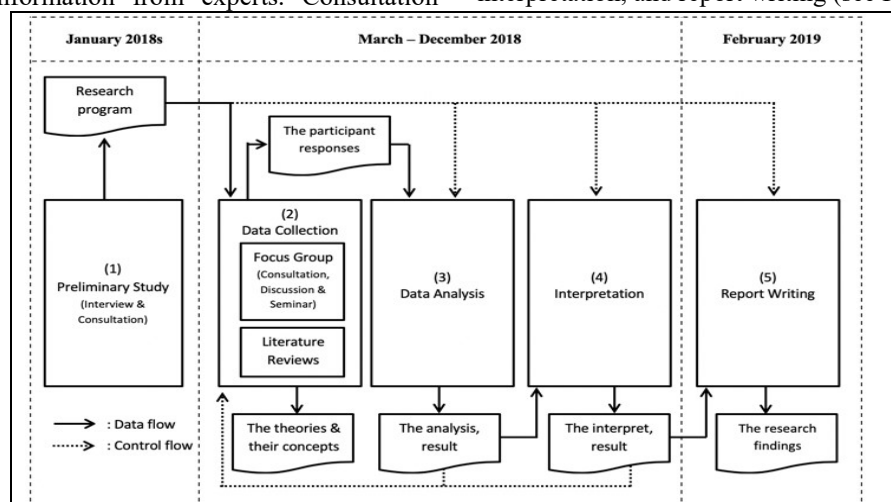 information from experts. Consultation
interpretation, and report writing (see
January 2018s
March – December 2018
February 2019
Research
program
The participant
responses
(1)
Preliminary Study
(Interview &
Consultation)
(2)
Data Collection
Focus Group
(Consultation,
Discussion &
Seminar)
Literature
Reviews
(3)
Data Analysis
(4)
Interpretation
(5)
Report Writing
: Data flow
: Control flow
The theories &
their concepts
The analysis,
result
The interpret,
result
The research
findings